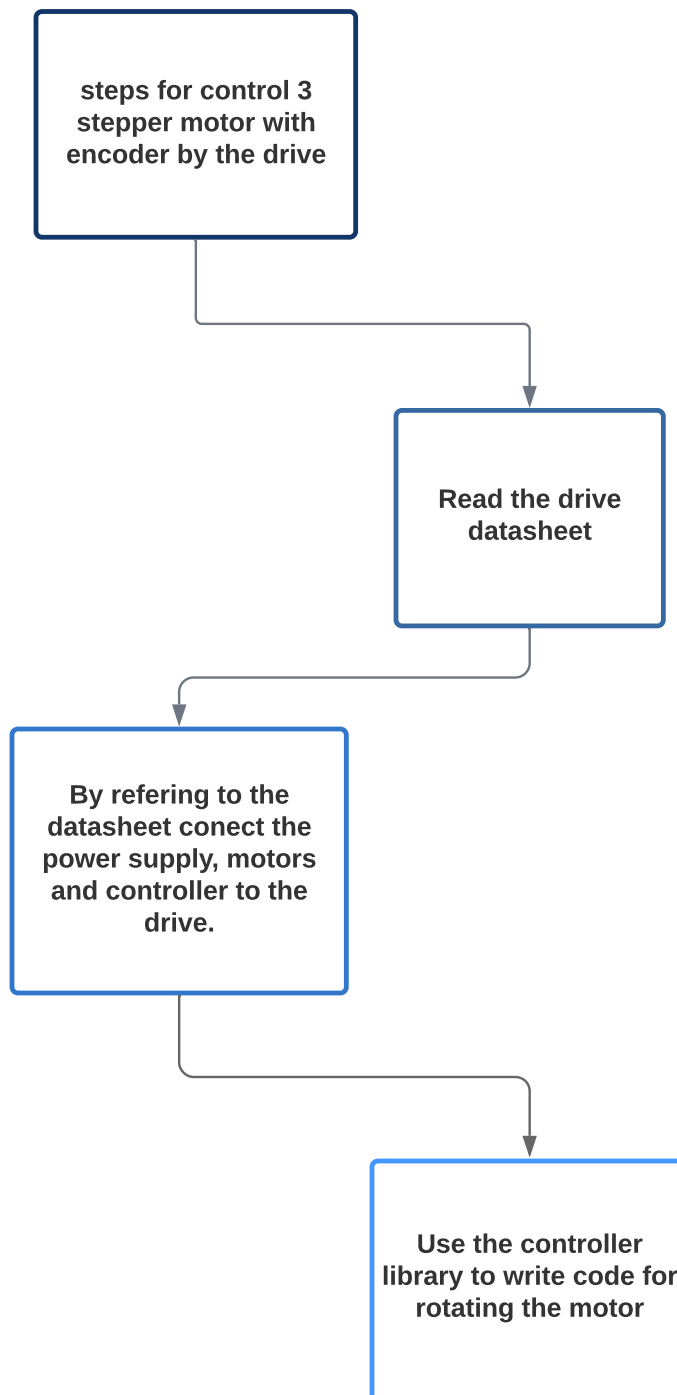 steps for control 3
stepper motor with
encoder by the drive
Read the drive
datasheet
By refering to the
datasheet conect the
power supply, motors
and controller to the
drive.
Use the controller
library to write code for
rotating the motor